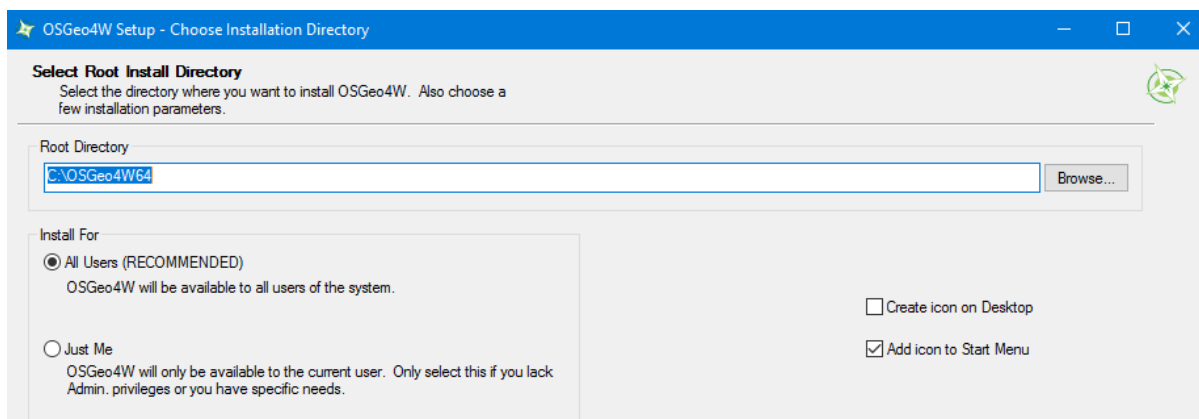 OSGeo4W Setup - Choose Installation Directory
Select Root Install Directory
Select the directory where you want to install OSGeo4W. Also choose a
few installation parameters.
Root Directory
C:\OSGeo4W64
Browse...
Install For
All Users (RECOMMENDED)
OSGeo4W will be available to all users of the system.
Create icon on Desktop
Just Me
Add icon to Start Menu
OSGeo4W will only be available to the current user. Only select this if you lack
Admin. privileges or you have specific needs.